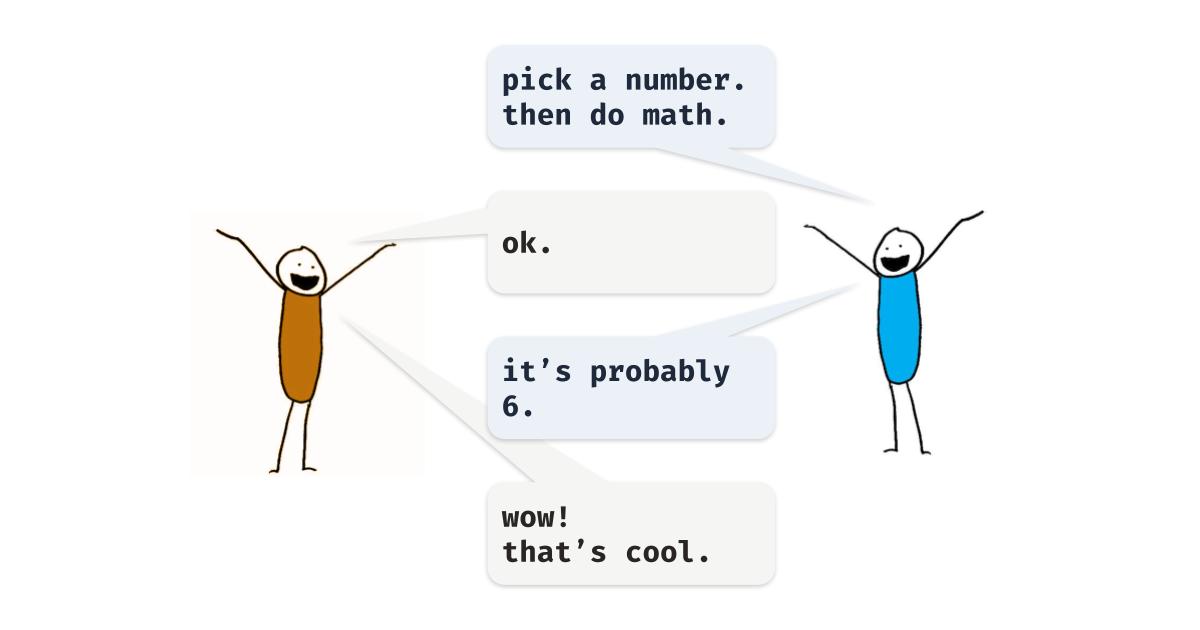 pick a number.
then do math.
ok.
it’s probably
6.
wow!
that’s cool.